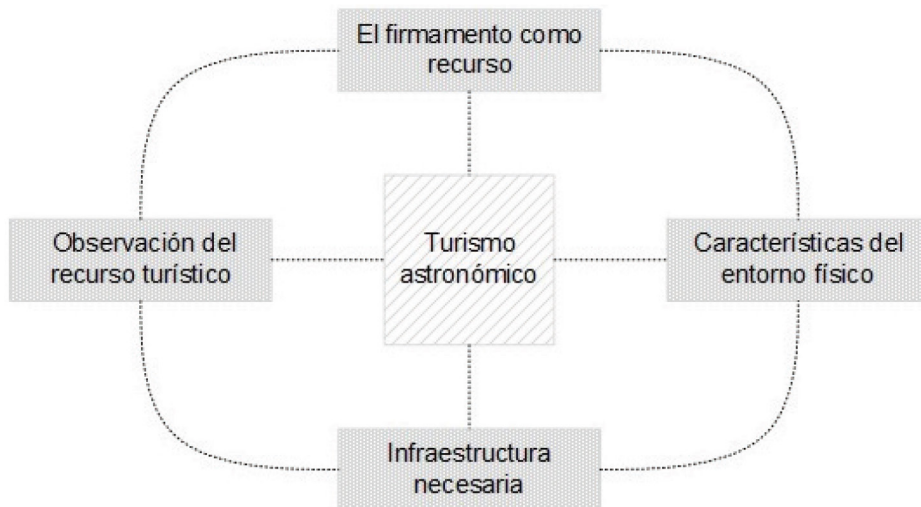 El firmamento como
recurso
Observación del
recurso turístico
Turismo
astronómico
Características del
entorno físico
Infraestructura
necesaria